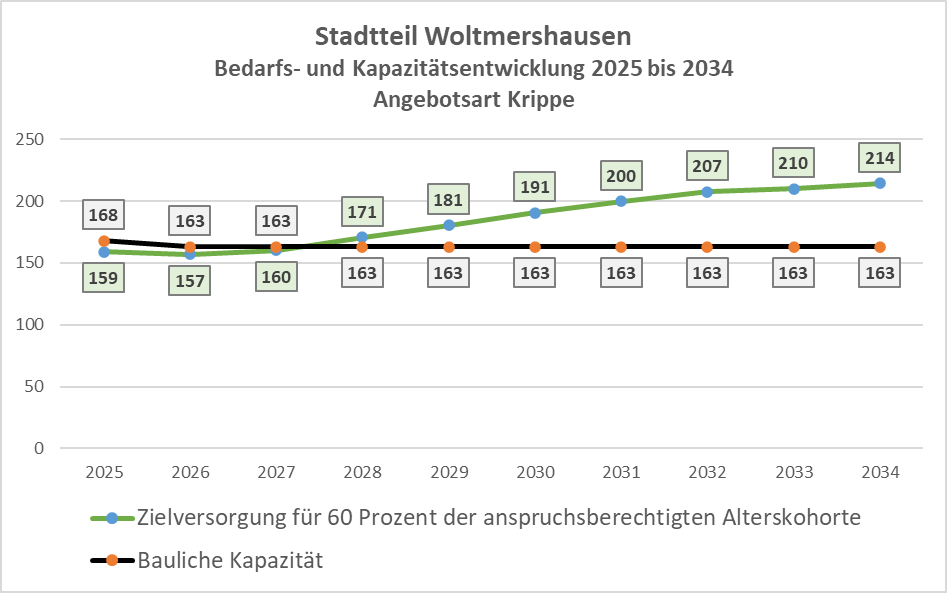 Stadtteil Woltmershausen
Bedarfs- und Kapazitätsentwicklung 2025 bis 2034
Angebotsart Krippe
250
200
150
100
50
0
168 163 163 171 181 191 200 207 210 214
159 157 160 163 163 163 163 163 163 163
2025 2026 2027 2028 2029 2030 2031 2032 2033 2034
Zielversorgung für 60 Prozent der anspruchsberechtigten Alterskohorte
Bauliche Kapazität